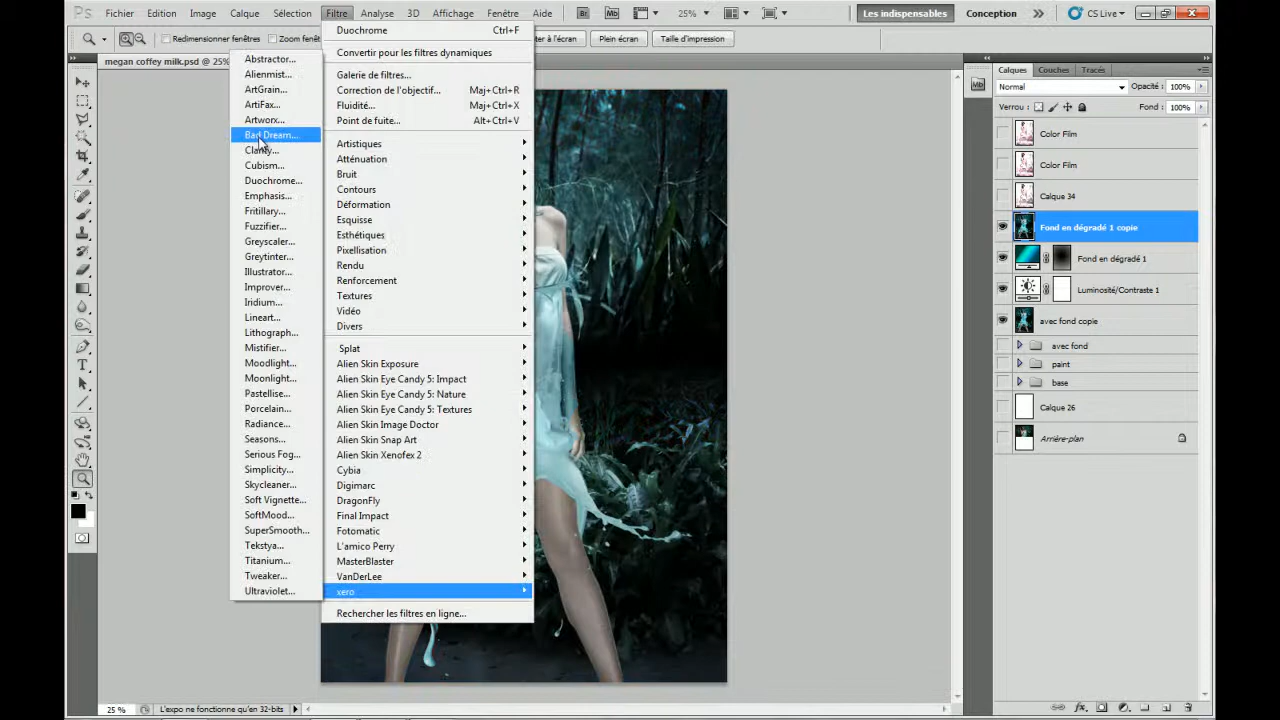 Ps Fichier Edition Image Calque Sélection Filtre Analyse 3D Affichage Fenêtre Aide Br Mb 25% Les indispensables Conception CS Live
Redimensionner fenêtres Zoom fenêt ter à l'écran Plein écran Taille d'impression
megan coffey milk.psd @ 25%
Duochrome Ctrl+F
Convertir pour les filtres dynamiques
Galerie de filtres...
Correction de l'objectif... Maj+Ctrl+R
Fluidité... Maj+Ctrl+X
Point de fuite... Alt+Ctrl+V
Artistiques
Atténuation
Bruit
Contours
Déformation
Esquisse
Esthétiques
Pixellisation
Rendu
Renforcement
Textures
Vidéo
Divers
Splat
Alien Skin Exposure
Alien Skin Eye Candy 5: Impact
Alien Skin Eye Candy 5: Nature
Alien Skin Eye Candy 5: Textures
Alien Skin Image Doctor
Alien Skin Snap Art
Alien Skin Xenofex 2
Cybia
Digimarc
DragonFly
Final Impact
Fotomatic
L'amico Perry
MasterBlaster
VanDerLee
xero
Rechercher les filtres en ligne...
Abstractor...
Alienmist...
ArtGrain...
ArtiFax...
Artworx...
Bad Dream...
Clarity...
Cubism...
Duochrome...
Emphasis...
Fritillary...
Fuzzifier...
Greyscaler...
Greytinter...
Illustrator...
Improver...
Iridium...
Lineart...
Lithograph...
Mistifier...
Moodlight...
Moonlight...
Pastellise...
Porcelain...
Radiance...
Seasons...
Serious Fog...
Simplicity...
Skycleaner...
Soft Vignette...
SoftMood...
SuperSmooth...
Tekstya...
Titanium...
Tweaker...
Ultraviolet...
Mb
Calques Couches Tracés
Normal Opacité : 100%
Verrou : Fond : 100%
Color Film
Color Film
Calque 34
Fond en dégradé 1 copie
Fond en dégradé 1
Luminosité/Contraste 1
avec fond copie
avec fond
paint
base
Calque 26
Arrière-plan
25 % L'expo ne fonctionne qu'en 32-bits